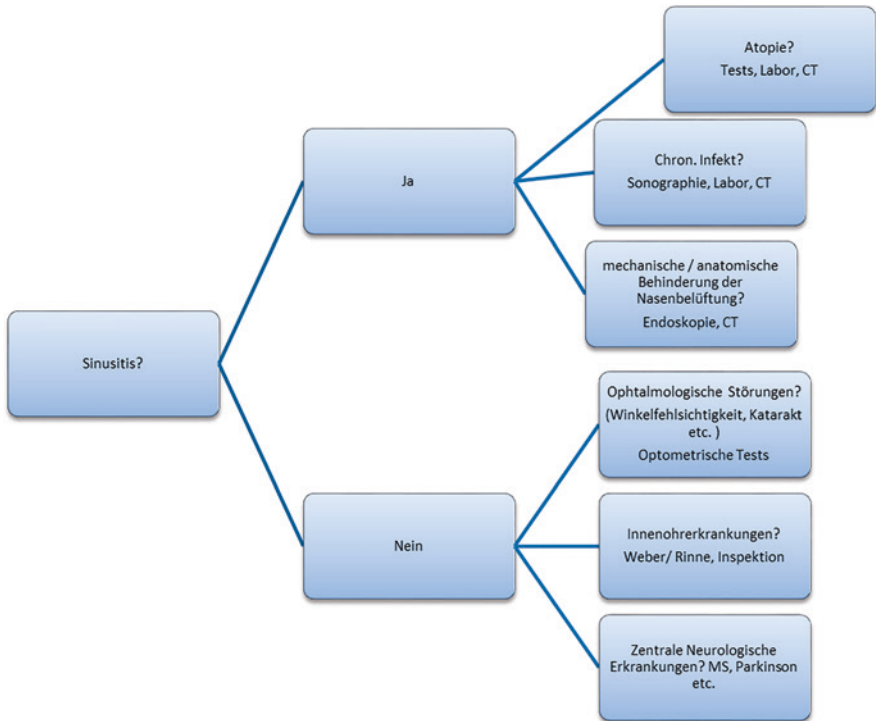 Sinusitis?
Ja
Atopie?
Tests, Labor, CT
Chron. Infekt?
Sonographie, Labor, CT
mechanische / anatomische
Behinderung der
Nasenbelüftung?
Endoskopie, CT
Nein
Ophtalmologische Störungen?
(Winkelfehlsichtigkeit, Katarakt
etc. )
Optometrische Tests
Innenohrerkrankungen?
Weber/ Rinne, Inspektion
Zentrale Neurologische
Erkrankungen? MS, Parkinson
etc.